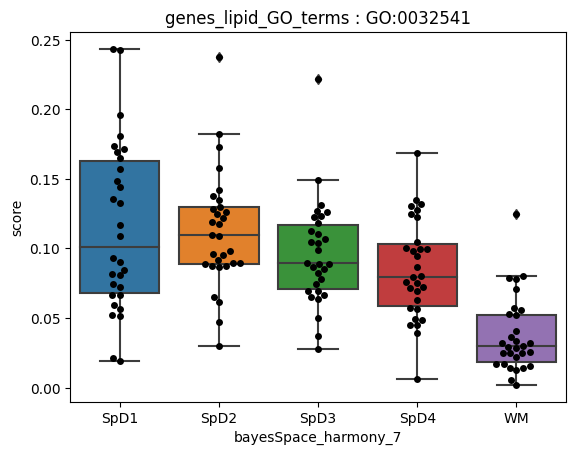 genes_lipid_GO_terms : GO:0032541
0.25
0.20
0.15
0.10
0.05
0.00
score
SpD1 SpD2 SpD3 SpD4 WM
bayesSpace_harmony_7